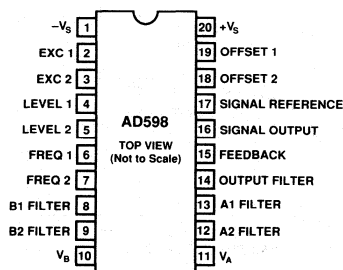 −VS 1 20 +VS
EXC 1 2 19 OFFSET 1
EXC 2 3 18 OFFSET 2
LEVEL 1 4 17 SIGNAL REFERENCE
LEVEL 2 5 AD598 16 SIGNAL OUTPUT
FREQ 1 6 TOP VIEW 15 FEEDBACK
(Not to Scale)
FREQ 2 7 14 OUTPUT FILTER
B1 FILTER 8 13 A1 FILTER
B2 FILTER 9 12 A2 FILTER
VB 10 11 VA